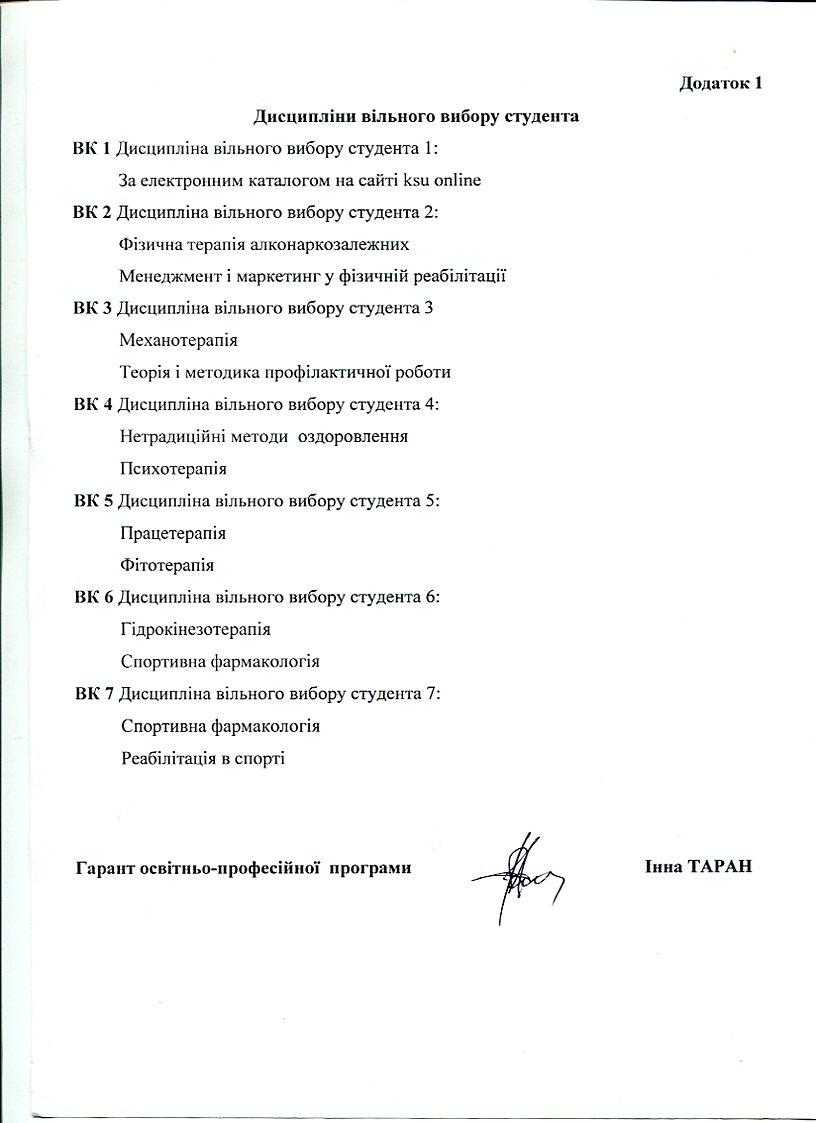 Додаток 1
Дисципліни вільного вибору студента
ВК 1 Дисципліна вільного вибору студента 1:
За електронним каталогом на сайті ksu online
ВК 2 Дисципліна вільного вибору студента 2:
Фізична терапія алконаркозалежних
Менеджмент і маркетинг у фізичній реабілітації
ВК 3 Дисципліна вільного вибору студента 3
Механотерапія
Теорія і методика профілактичної роботи
ВК 4 Дисципліна вільного вибору студента 4:
Нетрадиційні методи  оздоровлення
Психотерапія
ВК 5 Дисципліна вільного вибору студента 5:
Працетерапія
Фітотерапія
ВК 6 Дисципліна вільного вибору студента 6:
Гідрокінезотерапія
Спортивна фармакологія
ВК 7 Дисципліна вільного вибору студента 7:
Спортивна фармакологія
Реабілітація в спорті
Гарант освітньо-професійної  програми Інна ТАРАН